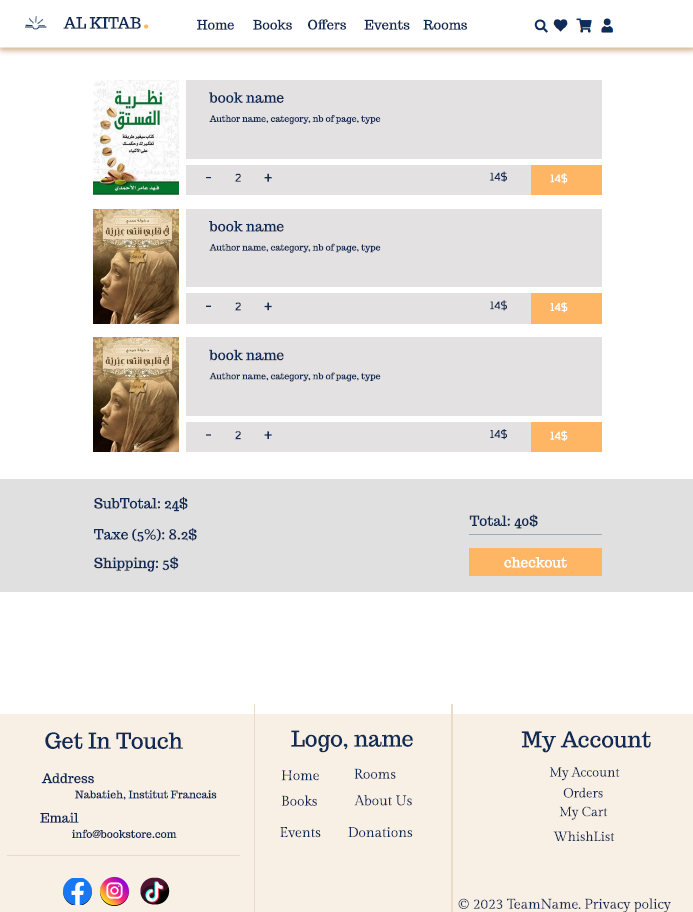 AL KITAB.
Home Books Offers Events Rooms
نظرية
الفستق
كتاب سيغير طريقة
تفكيرك وحكمك
على الأشياء
فهد عامر الأحمدي
book name
Author name, category, nb of page, type
- 2 + 14$ 14$
د. خولة حمدي
في قلبي أنثى عبرية
book name
Author name, category, nb of page, type
- 2 + 14$ 14$
د. خولة حمدي
في قلبي أنثى عبرية
book name
Author name, category, nb of page, type
- 2 + 14$ 14$
SubTotal: 24$
Taxe (5%): 8.2$
Shipping: 5$
Total: 40$
checkout
Get In Touch
Address
Nabatieh, Institut Francais
Email
info@bookstore.com
Logo, name
Home Rooms
Books About Us
Events Donations
My Account
My Account
Orders
My Cart
WhishList
© 2023 TeamName. Privacy policy